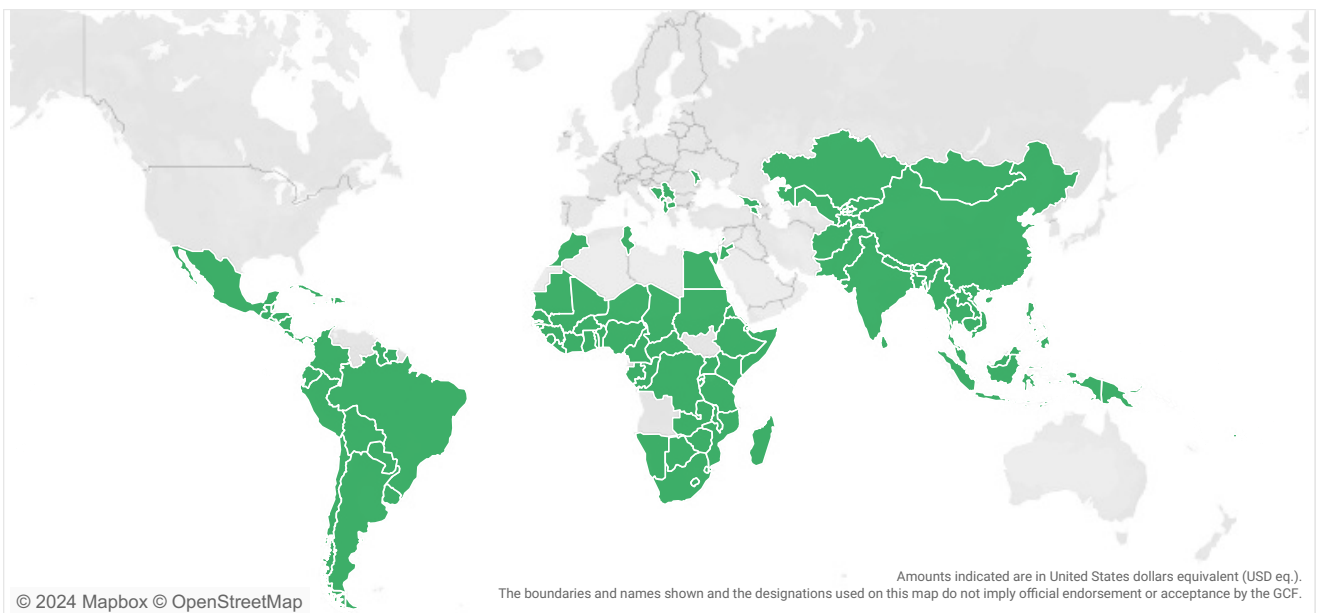 Amounts indicated are in United States dollars equivalent (USD eq.).
The boundaries and names shown and the designations used on this map do not imply official endorsement or acceptance by the GCF.
© 2024 Mapbox © OpenStreetMap